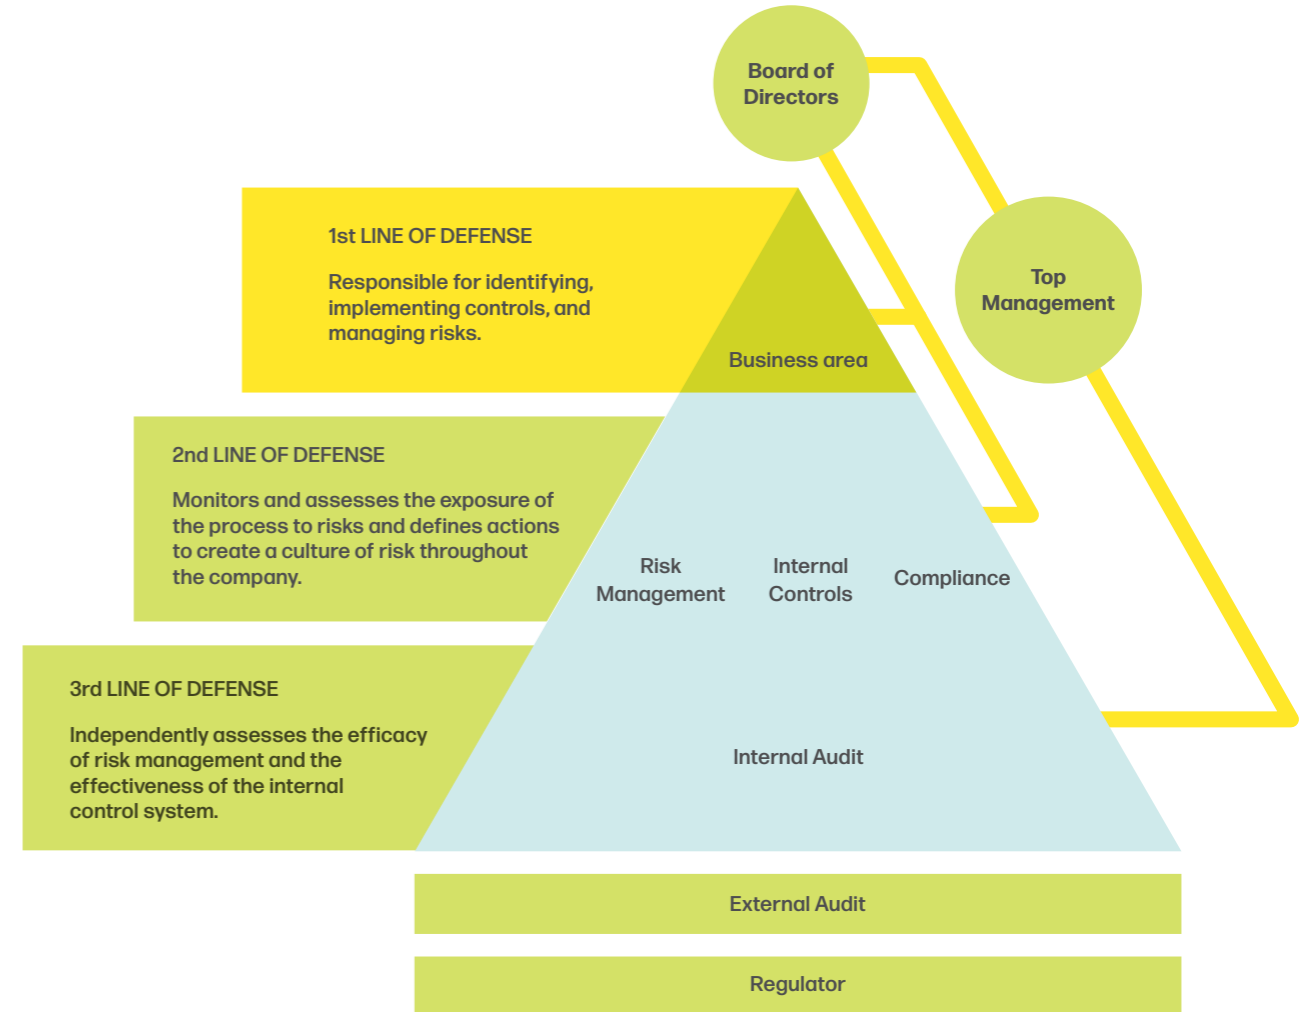 Board of
Directors
Top
Management
1st LINE OF DEFENSE
Responsible for identifying,
implementing controls, and
managing risks.
Business area
2nd LINE OF DEFENSE
Monitors and assesses the exposure of
the process to risks and defines actions
to create a culture of risk throughout
the company.
Risk
Management
Internal
Controls
Compliance
3rd LINE OF DEFENSE
Independently assesses the efficacy
of risk management and the
effectiveness of the internal
control system.
Internal Audit
External Audit
Regulator